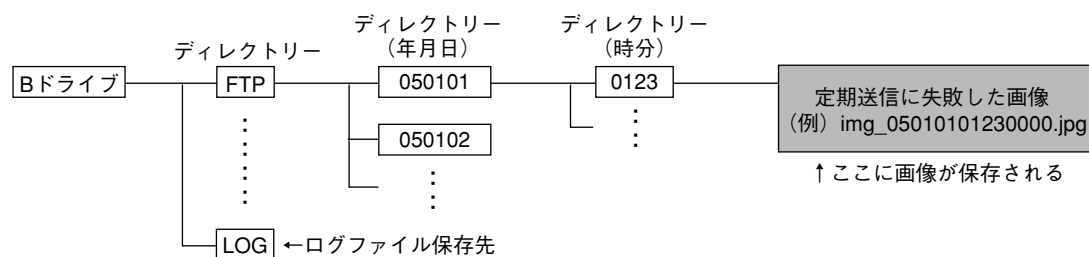 ディレクトリー
ディレクトリー
（年月日）
ディレクトリー
（時分）
Bドライブ
FTP
050101
0123
定期送信に失敗した画像
（例）img_05010101230000.jpg
050102
↑ここに画像が保存される
LOG
←ログファイル保存先